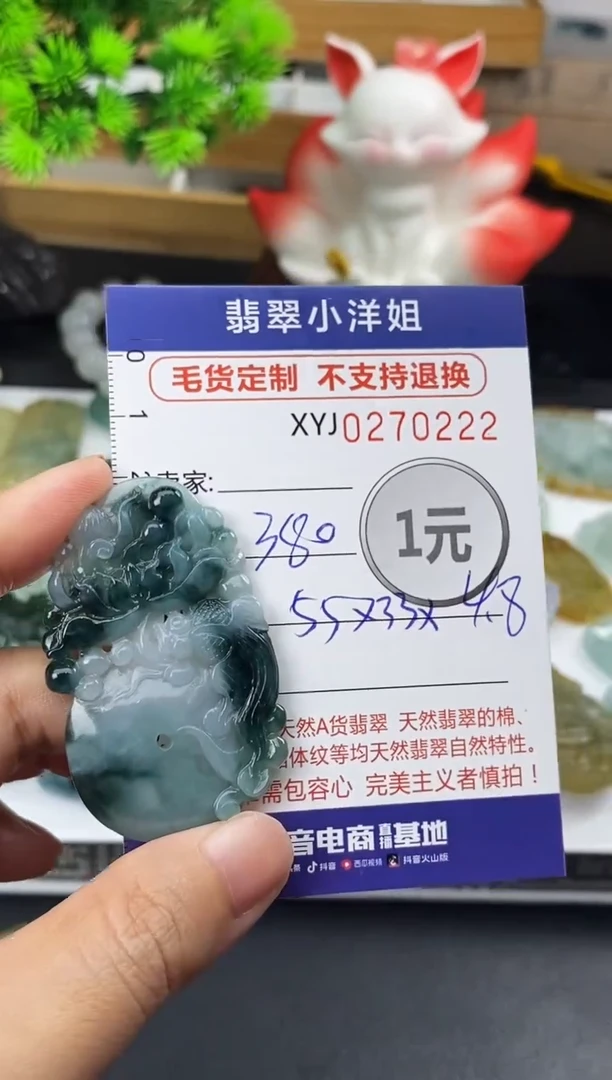 翡翠小洋姐
毛货定制 不支持退换
0
1
XYJ0270222
卖家:
380
1元
55x33x4.8
天然A货翡翠 天然翡翠的棉、
体纹等均天然翡翠自然特性。
需包容心 完美主义者慎拍！
音电商直播基地
抖音 西瓜视频 抖音火山版